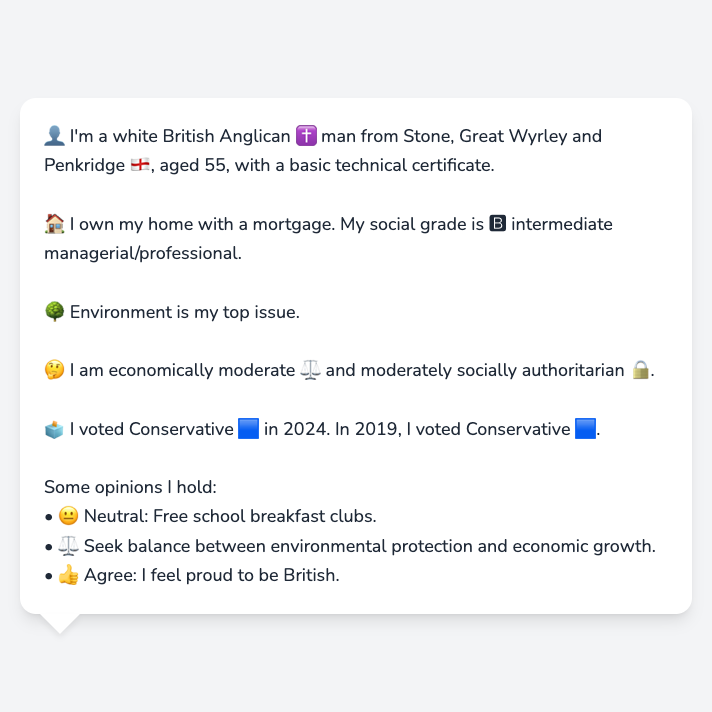 👤 I'm a white British Anglican ✝️ man from Stone, Great Wyrley and
Penkridge 🏴󠁧󠁢󠁥󠁮󠁧󠁿, aged 55, with a basic technical certificate.
🏠 I own my home with a mortgage. My social grade is 🅱 intermediate
managerial/professional.
🌳 Environment is my top issue.
🤔 I am economically moderate ⚖️ and moderately socially authoritarian 🔒.
🗳️ I voted Conservative 🟦 in 2024. In 2019, I voted Conservative 🟦.
Some opinions I hold:
• 😐 Neutral: Free school breakfast clubs.
• ⚖️ Seek balance between environmental protection and economic growth.
• 👍 Agree: I feel proud to be British.